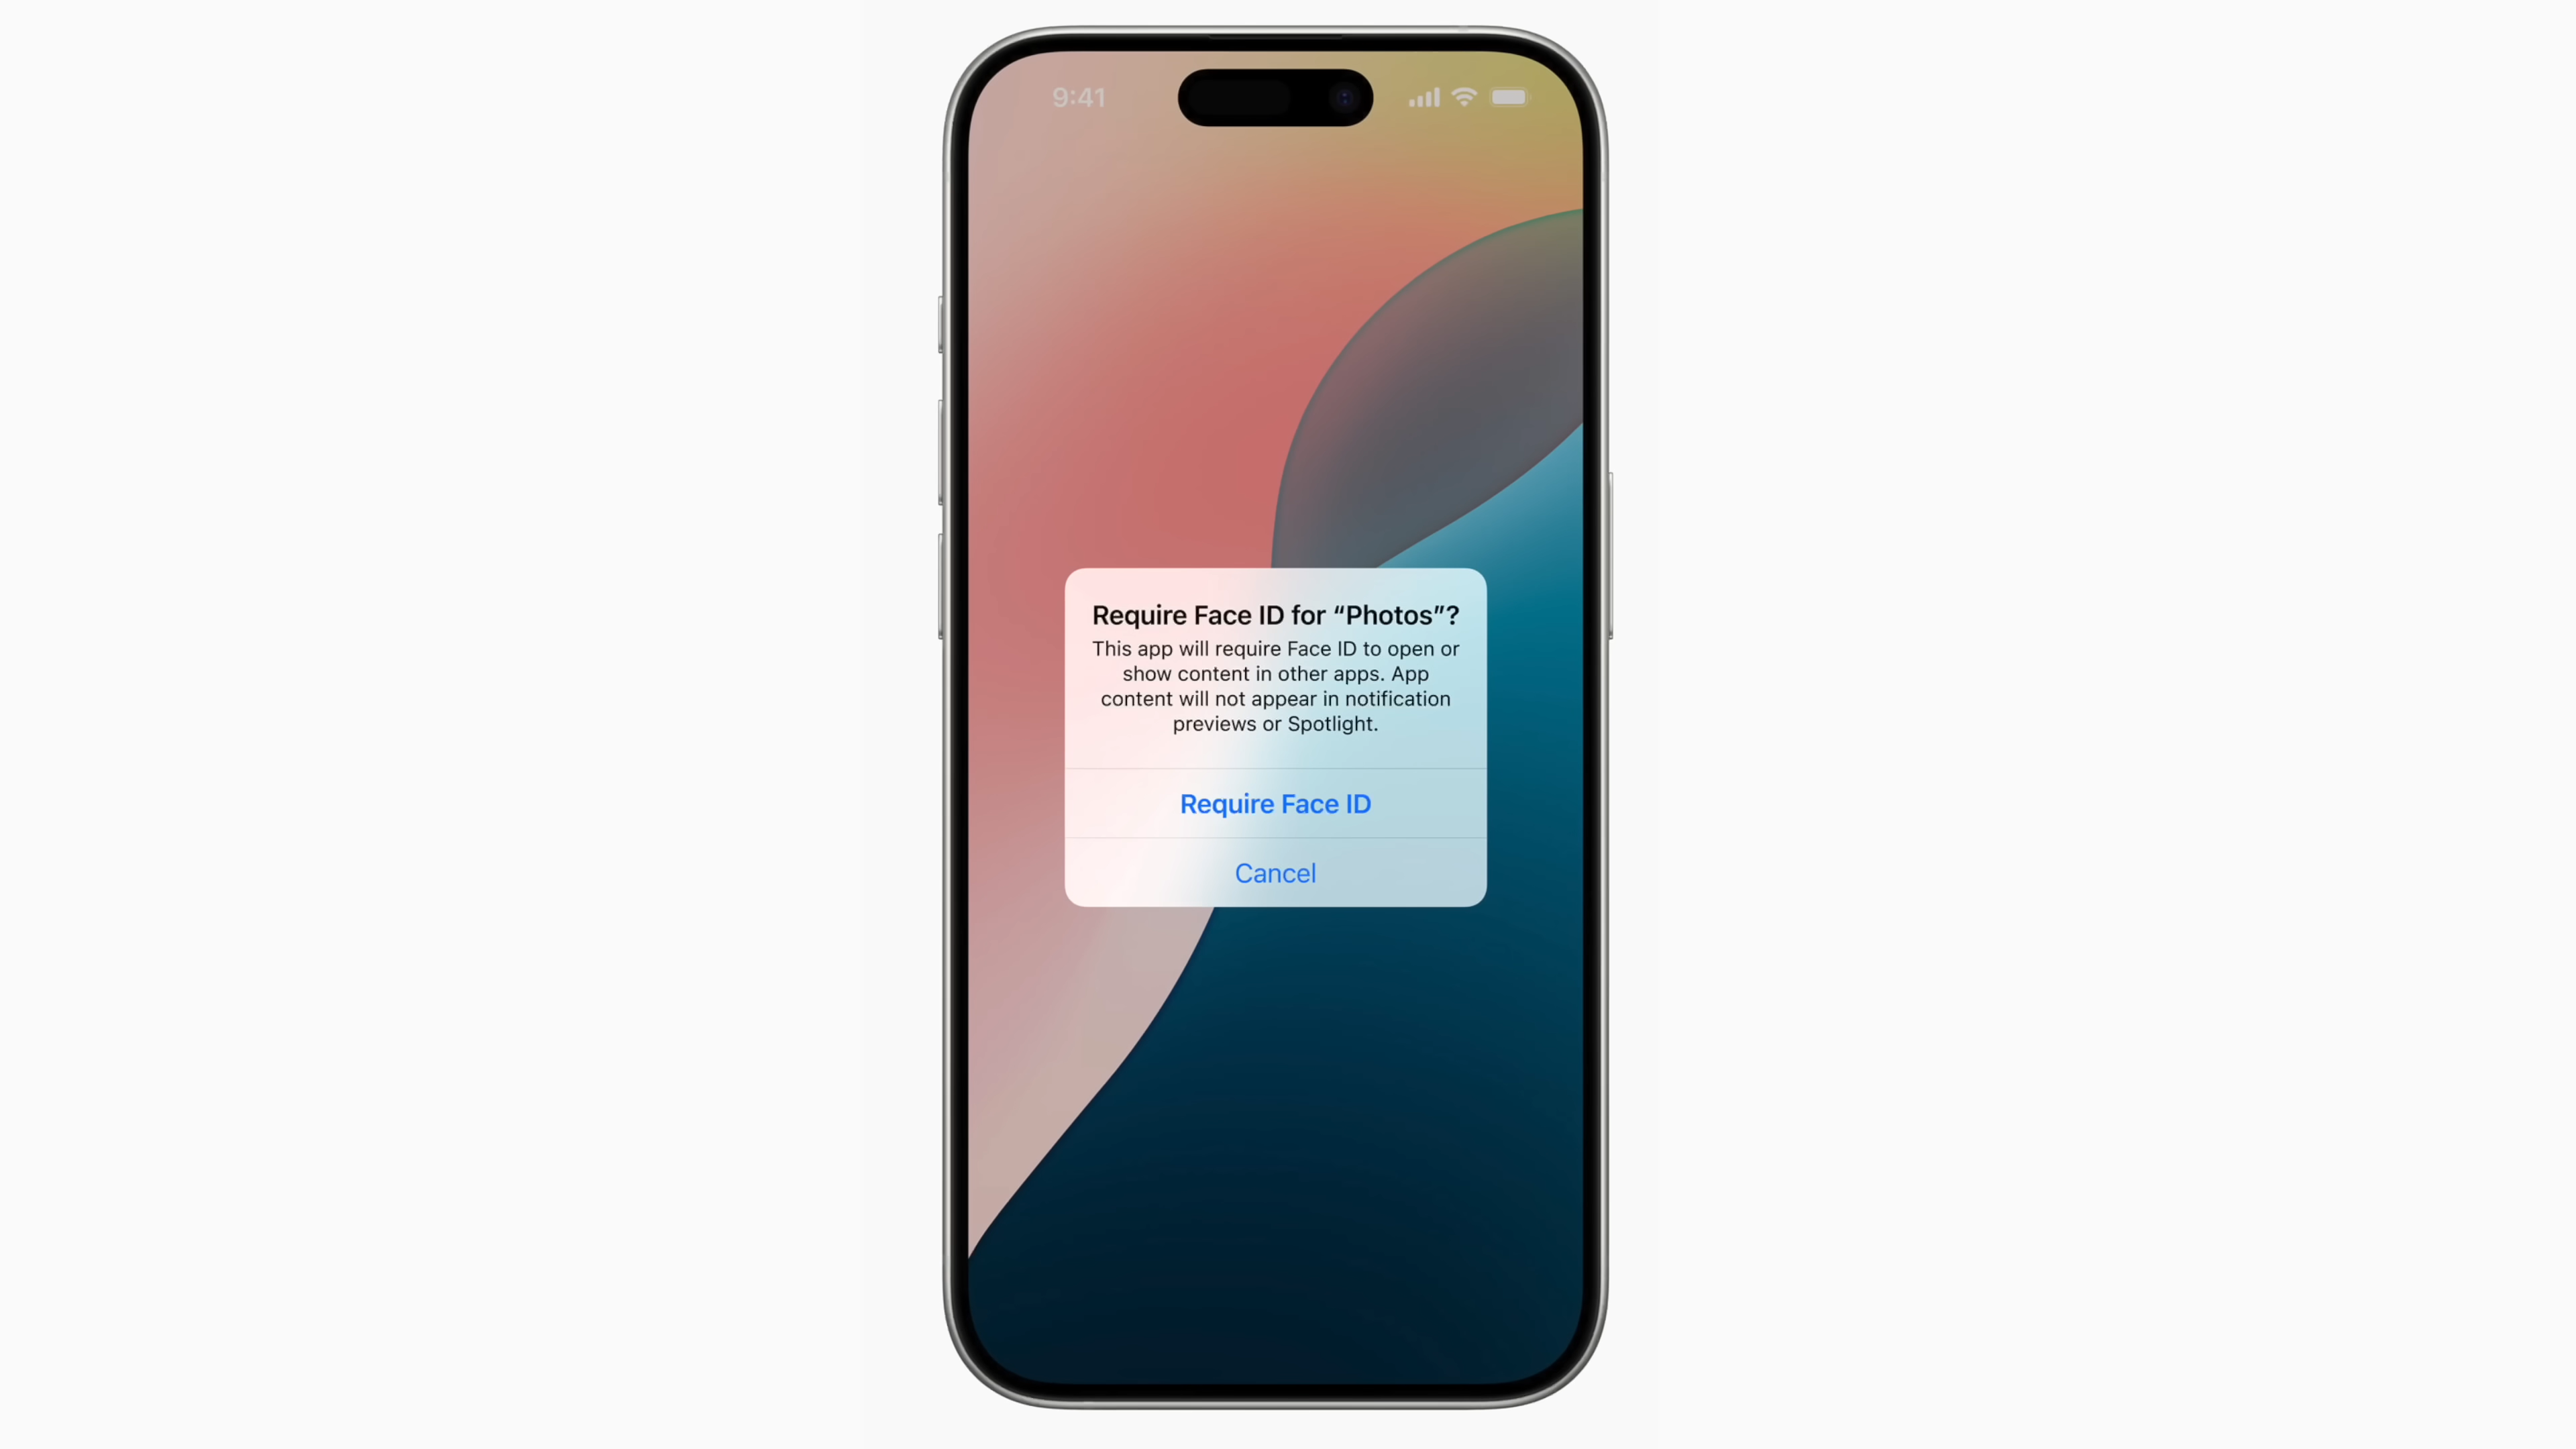 9:41
Require Face ID for “Photos”?
This app will require Face ID to open or
show content in other apps. App
content will not appear in notification
previews or Spotlight.
Require Face ID
Cancel